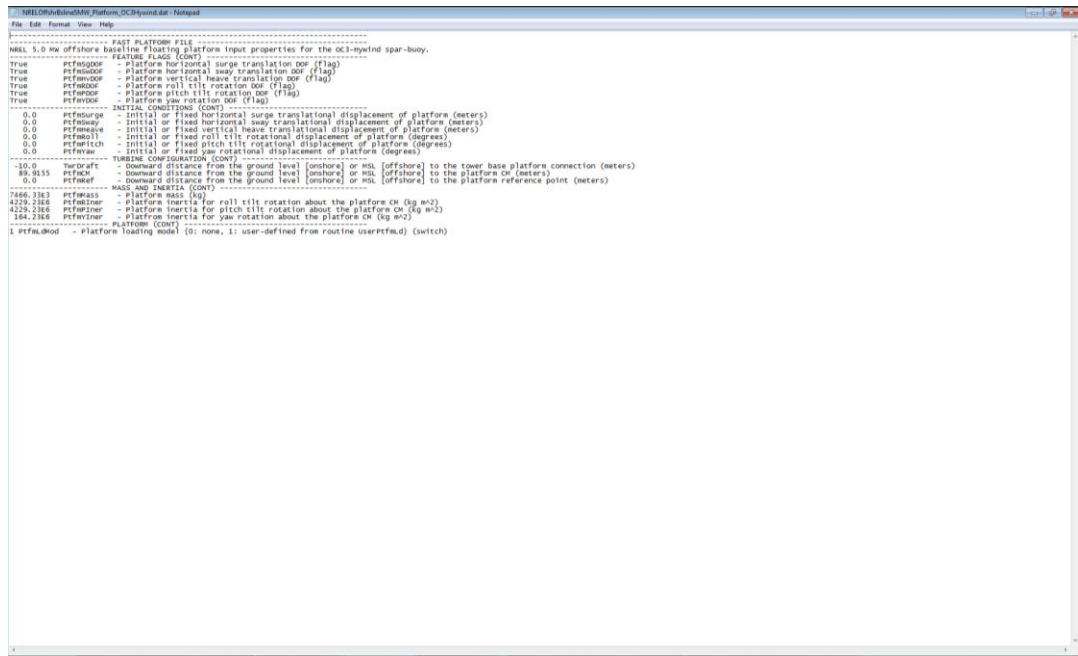 NRELOffshrBsline5MW_Platform_OC3Hywind.dat - Notepad
File Edit Format View Help
--------------------------------------------------------------------------------
---------------------- FAST PLATFORM FILE --------------------------------------
NREL 5.0 MW offshore baseline floating platform input properties for the OC3-Hywind spar-buoy.
---------------------- FEATURE FLAGS (CONT) ------------------------------------
True PtfmSgDOF - Platform horizontal surge translation DOF (flag)
True PtfmSwDOF - Platform horizontal sway translation DOF (flag)
True PtfmHvDOF - Platform vertical heave translation DOF (flag)
True PtfmRDOF - Platform roll tilt rotation DOF (flag)
True PtfmPDOF - Platform pitch tilt rotation DOF (flag)
True PtfmYDOF - Platform yaw rotation DOF (flag)
---------------------- INITIAL CONDITIONS (CONT) -------------------------------
0.0 PtfmSurge - Initial or fixed horizontal surge translational displacement of platform (meters)
0.0 PtfmSway - Initial or fixed horizontal sway translational displacement of platform (meters)
0.0 PtfmHeave - Initial or fixed vertical heave translational displacement of platform (meters)
0.0 PtfmRoll - Initial or fixed roll tilt rotational displacement of platform (degrees)
0.0 PtfmPitch - Initial or fixed pitch tilt rotational displacement of platform (degrees)
0.0 PtfmYaw - Initial or fixed yaw rotational displacement of platform (degrees)
---------------------- TURBINE CONFIGURATION (CONT) ----------------------------
-10.0 TwrDraft - Downward distance from the ground level [onshore] or MSL [offshore] to the tower base platform connection (meters)
89.9155 PtfmCM - Downward distance from the ground level [onshore] or MSL [offshore] to the platform CM (meters)
0.0 PtfmRef - Downward distance from the ground level [onshore] or MSL [offshore] to the platform reference point (meters)
---------------------- MASS AND INERTIA (CONT) ---------------------------------
7466.33E3 PtfmMass - Platform mass (kg)
4229.23E6 PtfmRIner - Platform inertia for roll tilt rotation about the platform CM (kg m^2)
4229.23E6 PtfmPIner - Platform inertia for pitch tilt rotation about the platform CM (kg m^2)
164.23E6 PtfmYIner - Platfrom inertia for yaw rotation about the platform CM (kg m^2)
---------------------- PLATFORM (CONT) -----------------------------------------
1 PtfmLdMod - Platform loading model {0: none, 1: user-defined from routine UserPtfmLd} (switch)